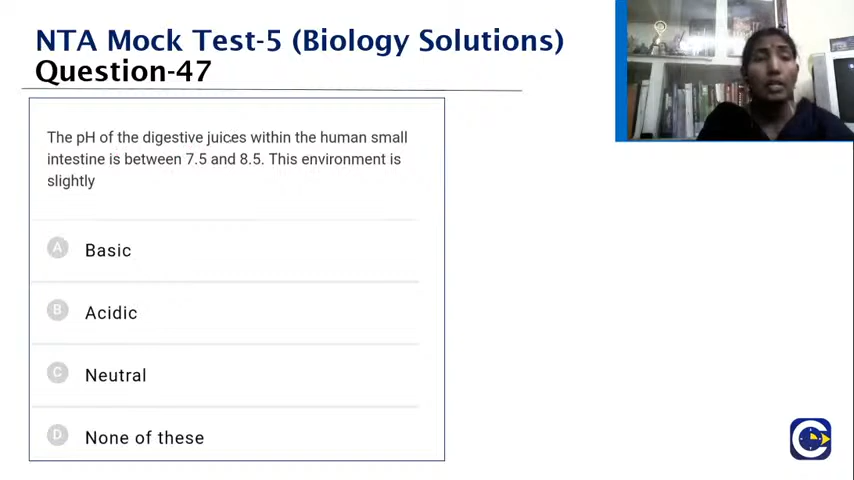 NTA Mock Test-5 (Biology Solutions)
Question-47
The pH of the digestive juices within the human small
intestine is between 7.5 and 8.5. This environment is
slightly
A Basic
B Acidic
C Neutral
D None of these